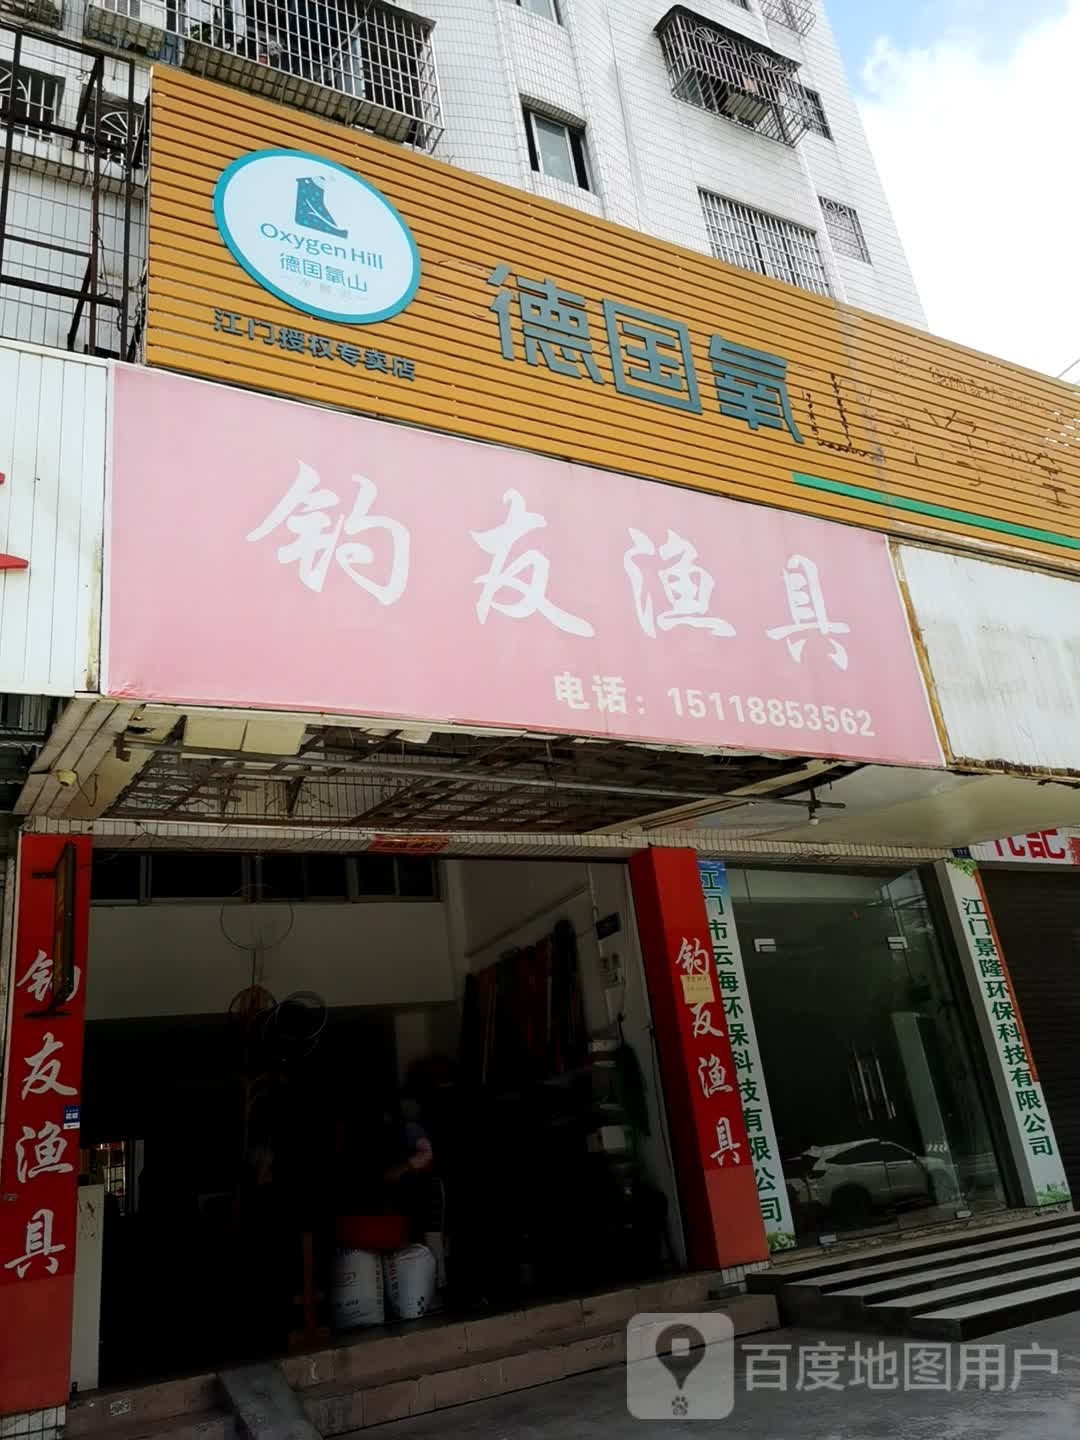 Oxygen Hill
德国氧山
江门授权专卖店
德国氧
钓友渔具
电话：15118853562
钓友渔具
钓友渔具
江门市云海环保科技有限公司
江门景隆环保科技有限公司
记
百度地图用户